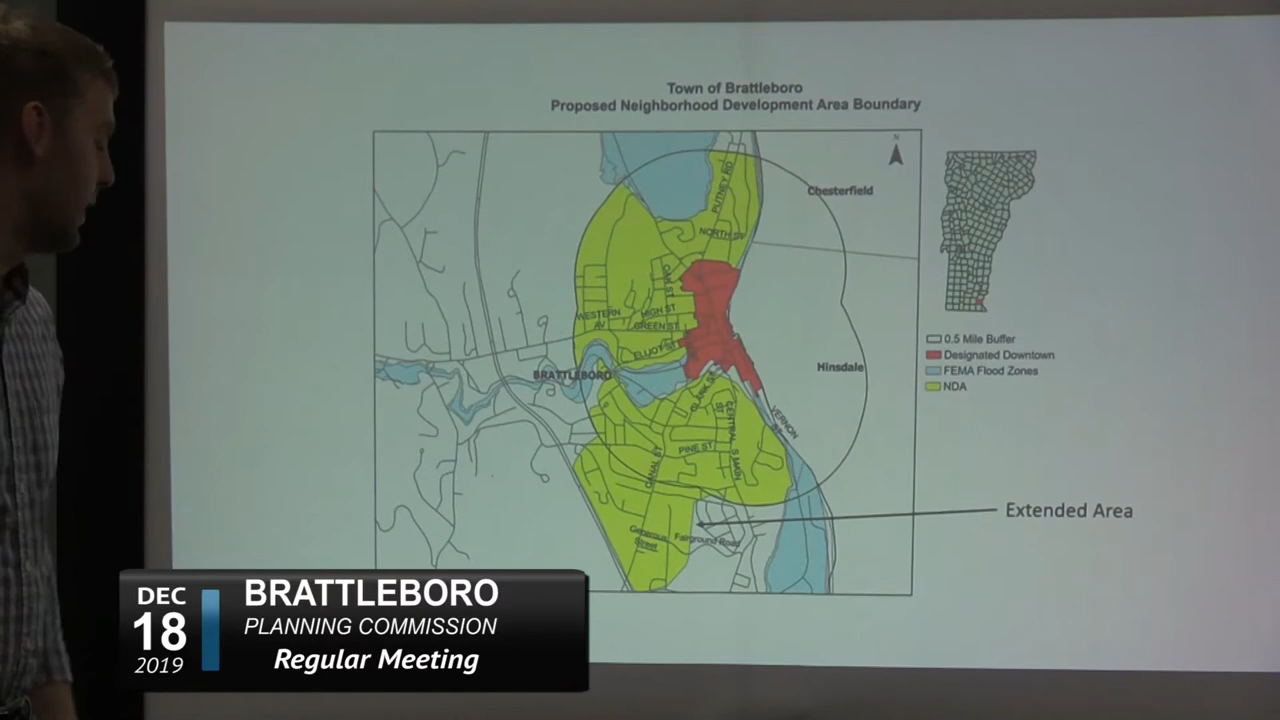 Town of Brattleboro
Proposed Neighborhood Development Area Boundary
N
Chesterfield
PUTNEY RD
NORTH ST
OAK ST
WESTERN
AV
HIGH ST
GREEN ST
ELLIOT ST
BRATTLEBORO
Hinsdale
0.5 Mile Buffer
Designated Downtown
FEMA Flood Zones
NDA
CLARK ST
VERNON
ST
CENTRAL
ST
S MAIN
PINE ST
CANAL ST
Extended Area
Generous
Street
Fairground Road
DEC
18
2019
BRATTLEBORO
PLANNING COMMISSION
Regular Meeting